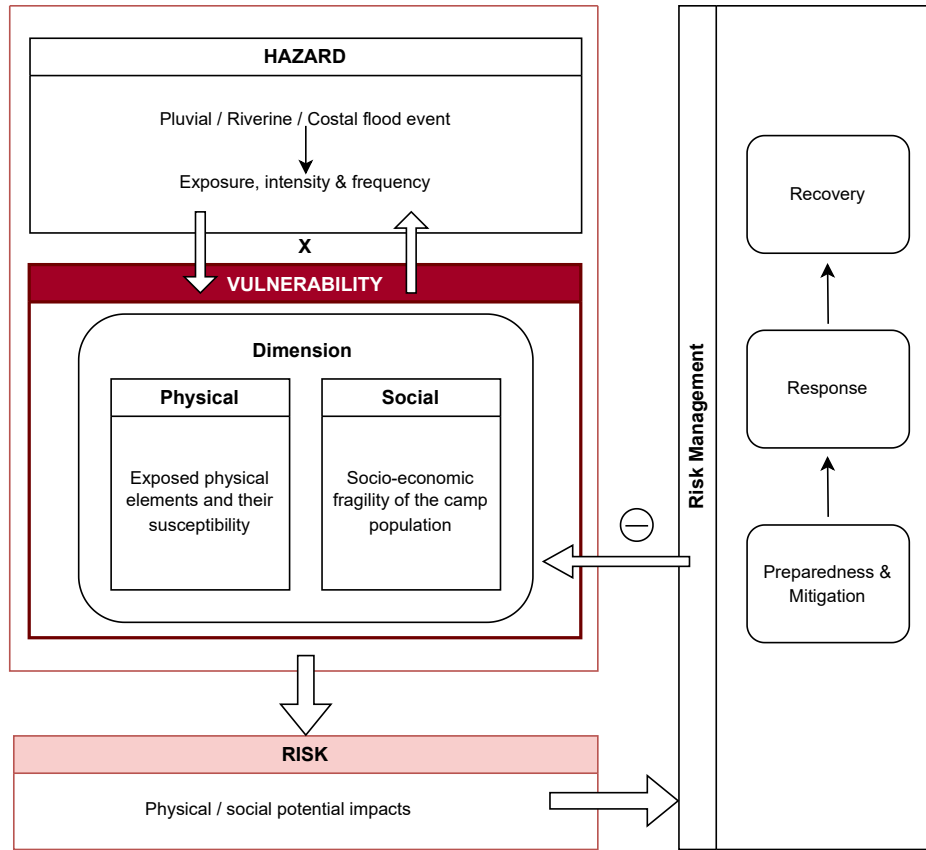 HAZARD
Pluvial / Riverine / Costal flood event
Exposure, intensity & frequency
X
VULNERABILITY
Dimension
Physical
Exposed physical
elements and their
susceptibility
Social
Socio-economic
fragility of the camp
population
RISK
Physical / social potential impacts
Risk Management
Recovery
Response
Preparedness &
Mitigation